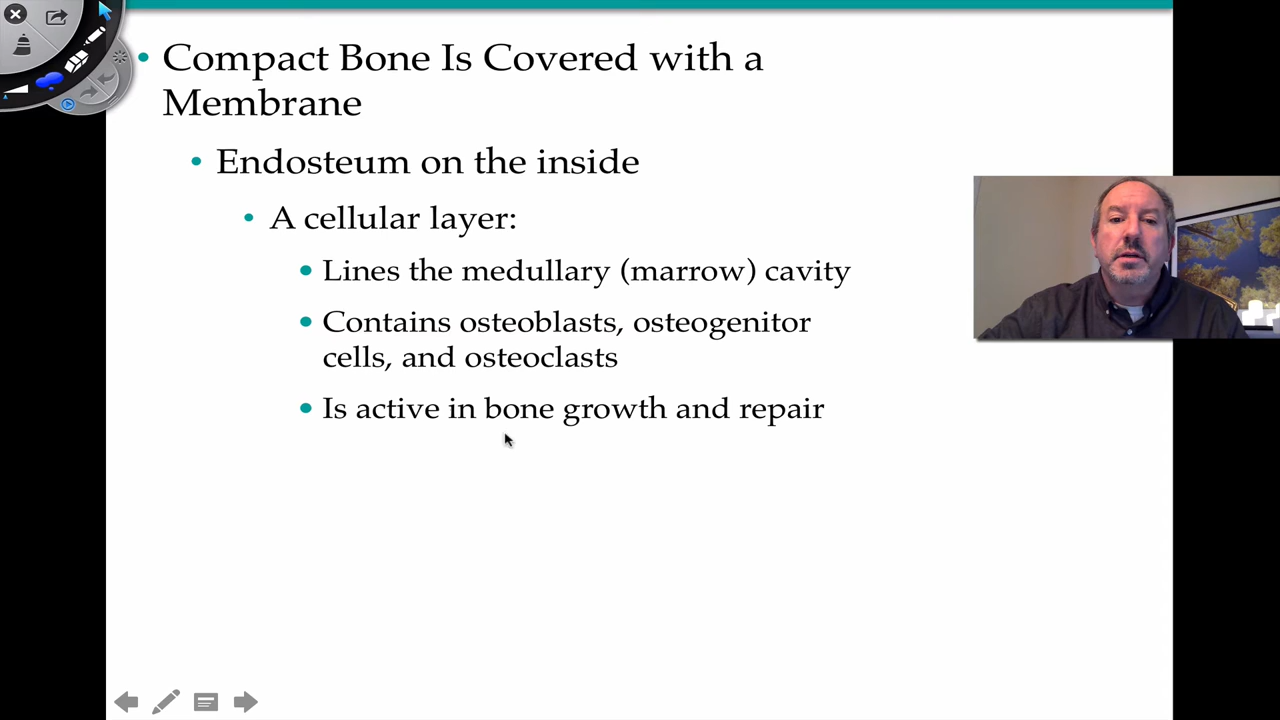 Compact Bone Is Covered with a
Membrane
Endosteum on the inside
A cellular layer:
Lines the medullary (marrow) cavity
Contains osteoblasts, osteogenitor
cells, and osteoclasts
Is active in bone growth and repair